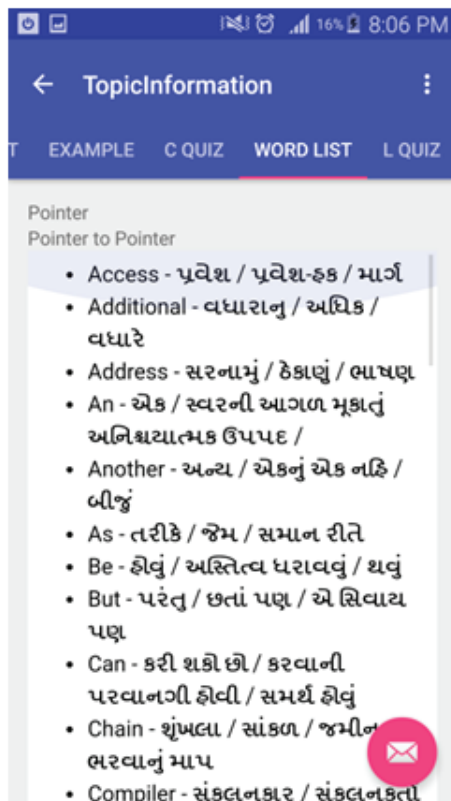 16% 8:06 PM
TopicInformation
T EXAMPLE C QUIZ WORD LIST L QUIZ
Pointer
Pointer to Pointer
• Access - પ્રવેશ / પ્રવેશ-હક / માર્ગ
• Additional - વધારાનુ / અધિક /
વધારે
• Address - સરનામું / ઠેકાણું / ભાષણ
• An - એક / સ્વરની આગળ મૂકાતું
અનિશ્ચયાત્મક ઉપપદ /
• Another - અન્ય / એકનું એક નહિ /
બીજું
• As - તરીકે / જેમ / સમાન રીતે
• Be - હોવું / અસ્તિત્વ ધરાવવું / થવું
• But - પરંતુ / છતાં પણ / એ સિવાય
પણ
• Can - કરી શકો છો / કરવાની
પરવાનગી હોવી / સમર્થ હોવું
• Chain - શૃંખલા / સાંકળ / જમીન
ભરવાનું માપ
• Compiler - સંકલનકાર / સંકલનકર્તા